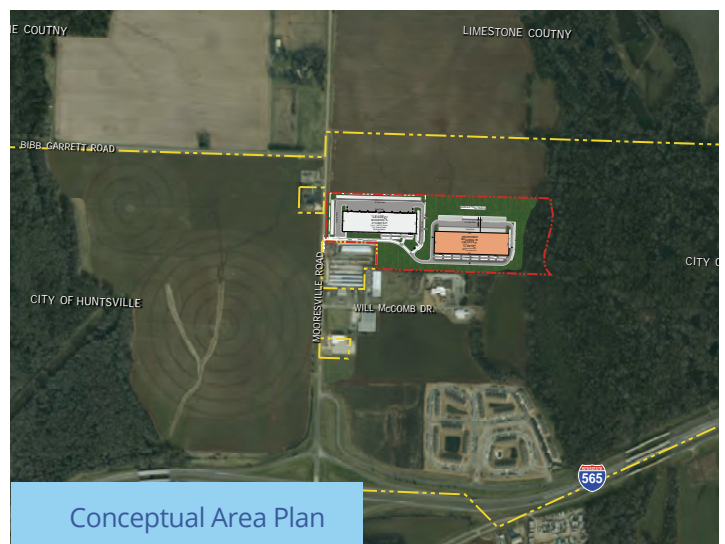 IE COUTNY
LIMESTONE COUTNY
BIBB GARRETT ROAD
CITY O
CITY OF HUNTSVILLE
MOORESVILLE ROAD
WILL McCOMB DR.
565
Conceptual Area Plan